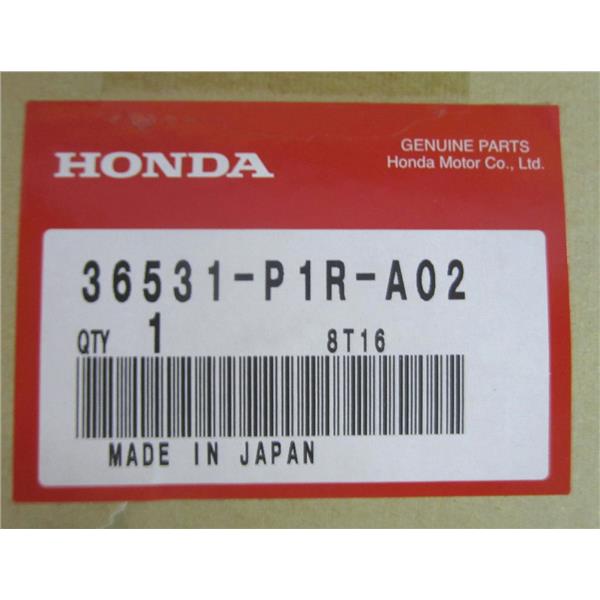 HONDA
GENUINE PARTS
Honda Motor Co., Ltd.
36531-P1R-A02
QTY 1 8T16
MADE IN JAPAN